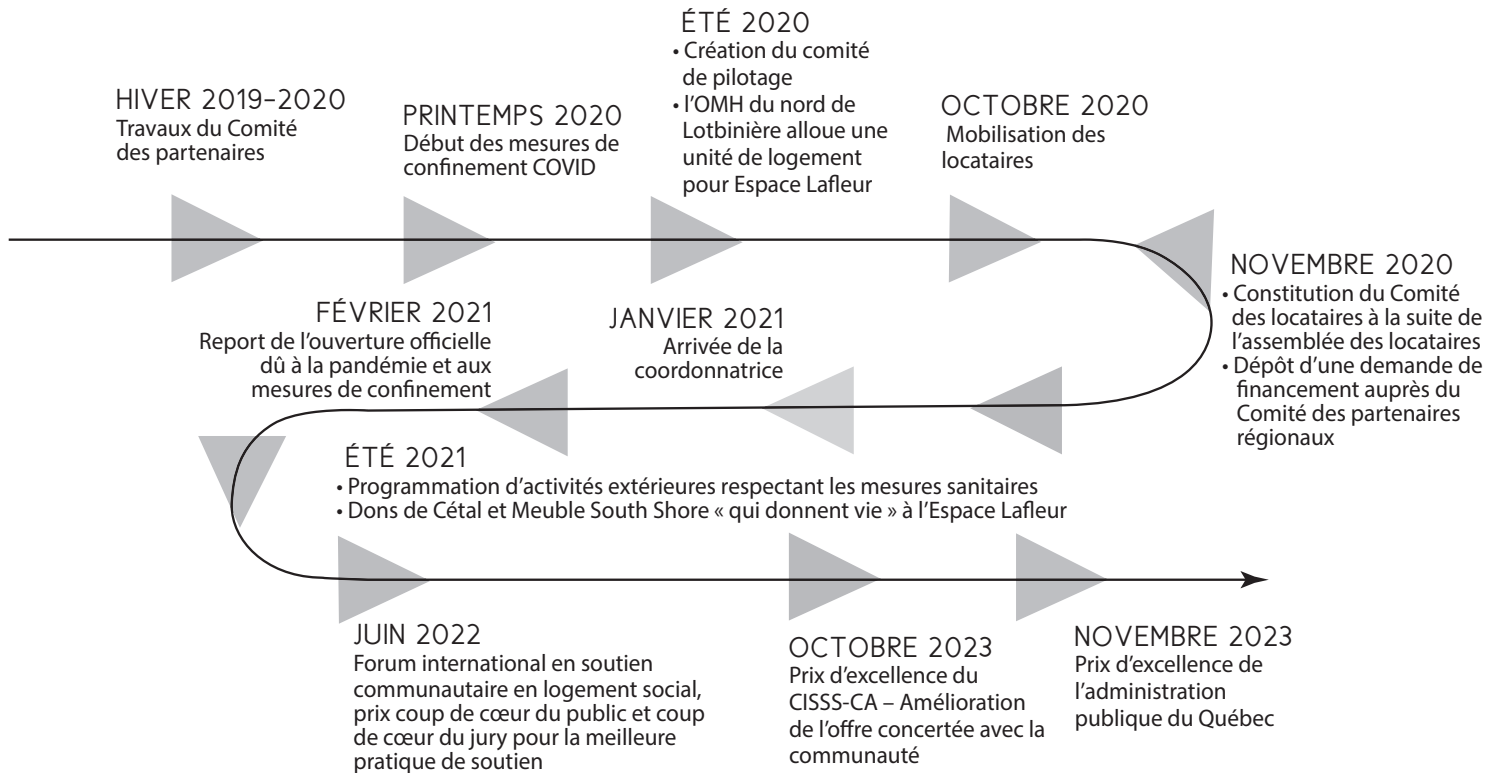 HIVER 2019-2020
Travaux du Comité
des partenaires
PRINTEMPS 2020
Début des mesures de
confinement COVID
ÉTÉ 2020
• Création du comité
de pilotage
• l’OMH du nord de
Lotbinière alloue une
unité de logement
pour Espace Lafleur
OCTOBRE 2020
Mobilisation des
locataires
NOVEMBRE 2020
• Constitution du Comité
des locataires à la suite de
l’assemblée des locataires
• Dépôt d’une demande de
financement auprès du
Comité des partenaires
régionaux
JANVIER 2021
Arrivée de la
coordonnatrice
FÉVRIER 2021
Report de l’ouverture officielle
dû à la pandémie et aux
mesures de confinement
ÉTÉ 2021
• Programmation d’activités extérieures respectant les mesures sanitaires
• Dons de Cétal et Meuble South Shore « qui donnent vie » à l’Espace Lafleur
JUIN 2022
Forum international en soutien
communautaire en logement social,
prix coup de cœur du public et coup
de cœur du jury pour la meilleure
pratique de soutien
OCTOBRE 2023
Prix d’excellence du
CISSS-CA – Amélioration
de l’offre concertée avec la
communauté
NOVEMBRE 2023
Prix d’excellence de
l’administration
publique du Québec